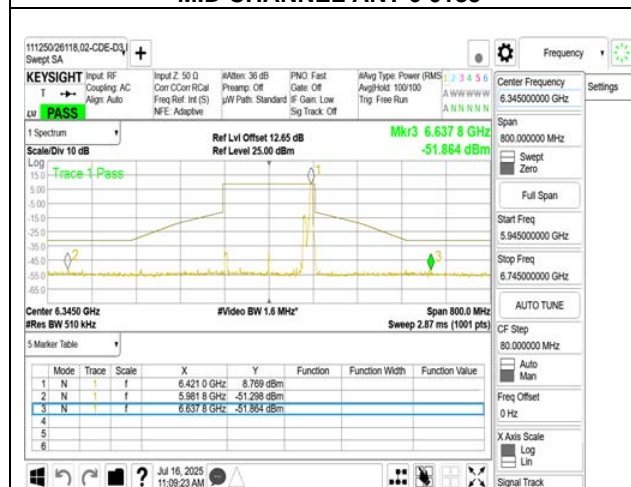 111250/26118,02-CDE-D3,
Swept SA
+
Frequency
KEYSIGHT Input: RF
Coupling: AC
Align: Auto
Input Z: 50 Ω
Corr CCorr RCal
Freq Ref: Int (S)
NFE: Adaptive
#Atten: 36 dB
Preamp: Off
µW Path: Standard
PNO: Fast
Gate: Off
IF Gain: Low
Sig Track: Off
#Avg Type: Power (RMS
Avg|Hold: 100/100
Trig: Free Run
1 2 3 4 5 6
A W W W W W
A N N N N N
LU PASS
1 Spectrum
Scale/Div 10 dB
Ref Lvl Offset 12.65 dB
Ref Level 25.00 dBm
Mkr3 6.637 8 GHz
-51.864 dBm
Log
Trace 1 Pass
15.0
5.00
-5.00
-15.0
-25.0
-35.0
-45.0
-55.0
-65.0
1
2
3
Center 6.3450 GHz
#Video BW 1.6 MHz*
Span 800.0 MHz
#Res BW 510 kHz
Sweep 2.87 ms (1001 pts)
5 Marker Table
Mode Trace Scale X Y Function Function Width Function Value
1 N 1 f 6.421 0 GHz 8.769 dBm
2 N 1 f 5.981 8 GHz -51.298 dBm
3 N 1 f 6.637 8 GHz -51.864 dBm
4
5
6
?
Jul 16, 2025
11:09:23 AM
Center Frequency
6.345000000 GHz
Settings
Span
800.000000 MHz
Swept
Zero
Full Span
Start Freq
5.945000000 GHz
Stop Freq
6.745000000 GHz
AUTO TUNE
CF Step
80.000000 MHz
Auto
Man
Freq Offset
0 Hz
X Axis Scale
Log
Lin
Signal Track